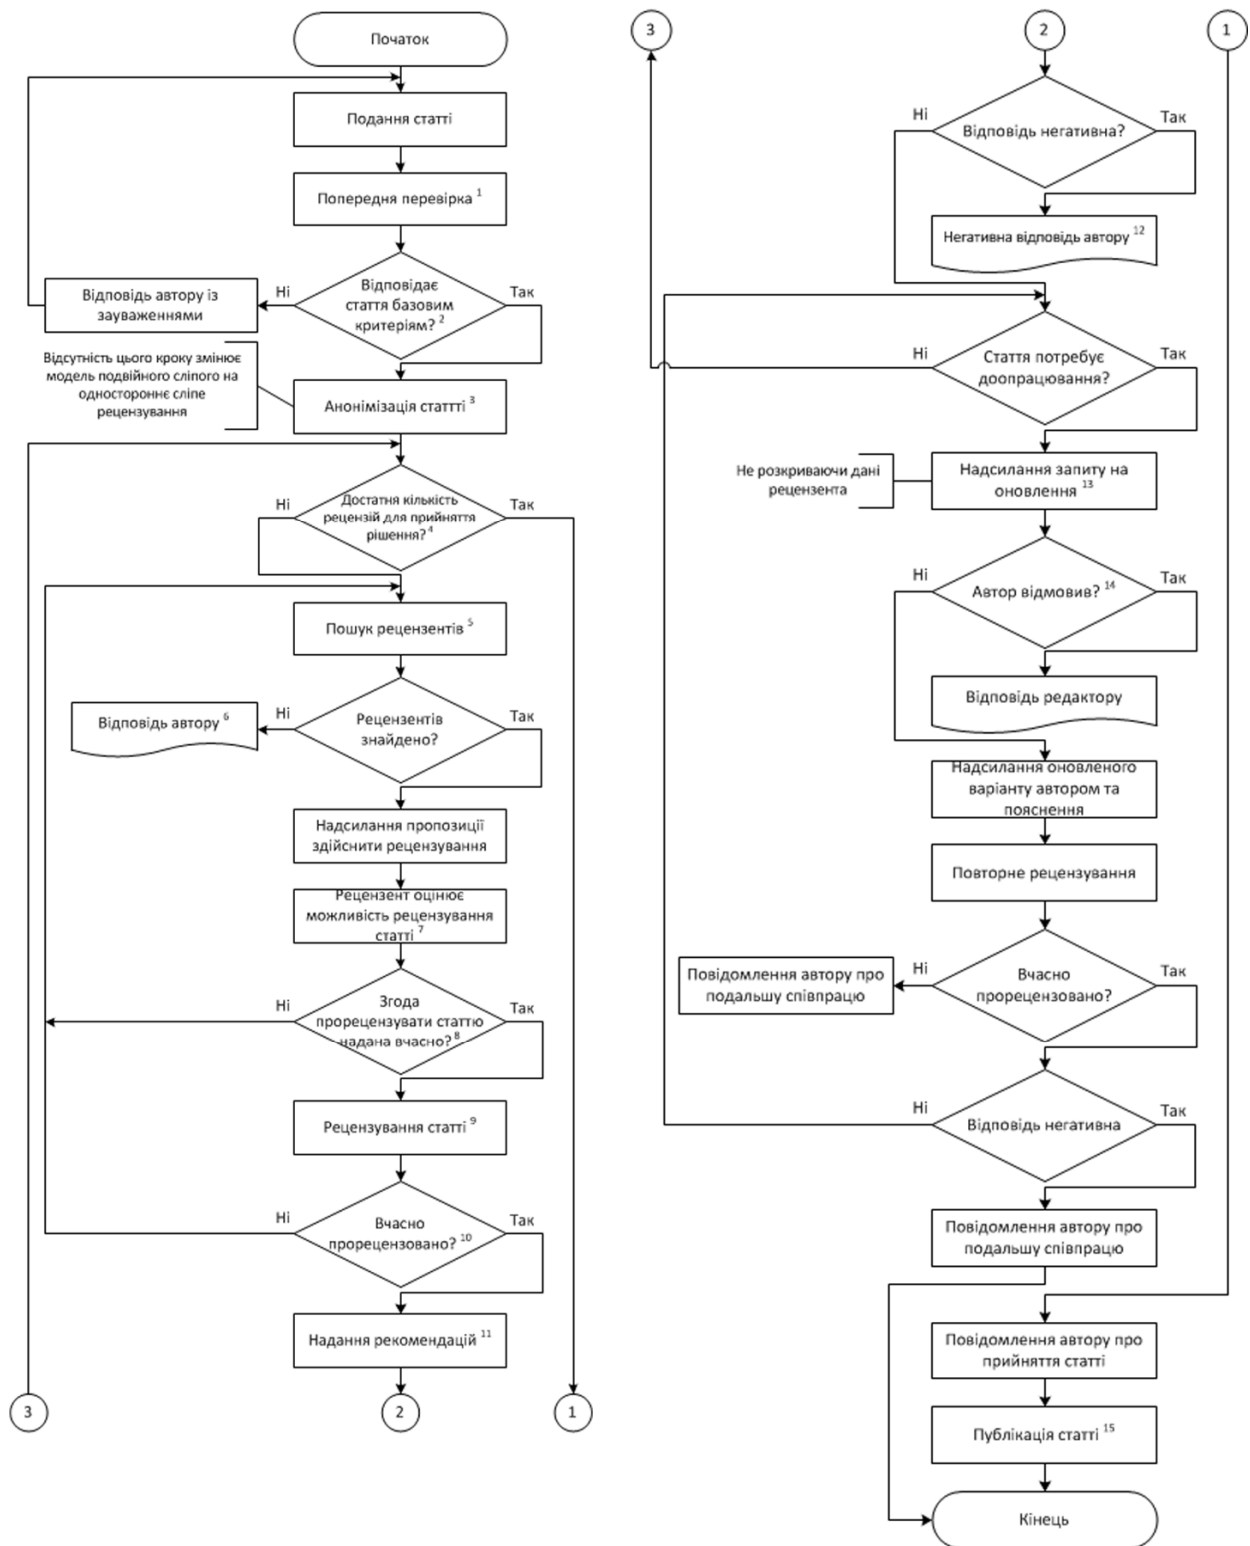 Початок
Подання статті
Попередня перевірка 1
Відповідає
стаття базовим
критеріям? 2
Ні
Так
Відповідь автору із
зауваженнями
Відсутність цього кроку змінює
модель подвійного сліпого на
одностороннє сліпе
рецензування
Анонімізація статтті 3
Достатня кількість
рецензій для прийняття
рішення? 4
Ні
Так
Пошук рецензентів 5
Рецензентів
знайдено?
Ні
Так
Відповідь автору 6
Надсилання пропозиції
здійснити рецензування
Рецензент оцінює
можливість рецензування
статті 7
Згода
прорецензувати статтю
надана вчасно? 8
Ні
Так
Рецензування статті 9
Вчасно
прорецензовано? 10
Ні
Так
Надання рекомендацій 11
3
2
1
3
2
1
Відповідь негативна?
Ні
Так
Негативна відповідь автору 12
Стаття потребує
доопрацювання?
Ні
Так
Надсилання запиту на
оновлення 13
Не розкриваючи дані
рецензента
Автор відмовив? 14
Ні
Так
Відповідь редактору
Надсилання оновленого
варіанту автором та
пояснення
Повторне рецензування
Вчасно
прорецензовано?
Ні
Так
Повідомлення автору про
подальшу співпрацю
Відповідь негативна
Ні
Так
Повідомлення автору про
подальшу співпрацю
Повідомлення автору про
прийняття статті
Публікація статті 15
Кінець